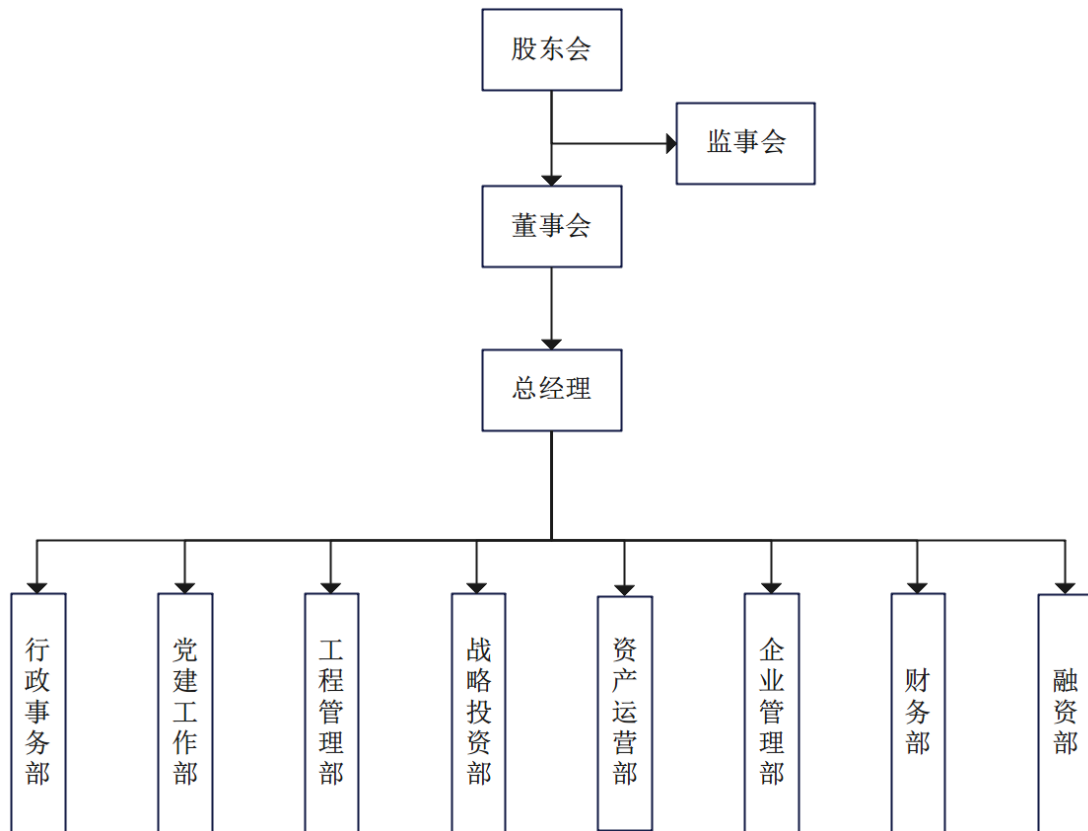 股东会
监事会
董事会
总经理
行政事务部
党建工作部
工程管理部
战略投资部
资产运营部
企业管理部
财务部
融资部